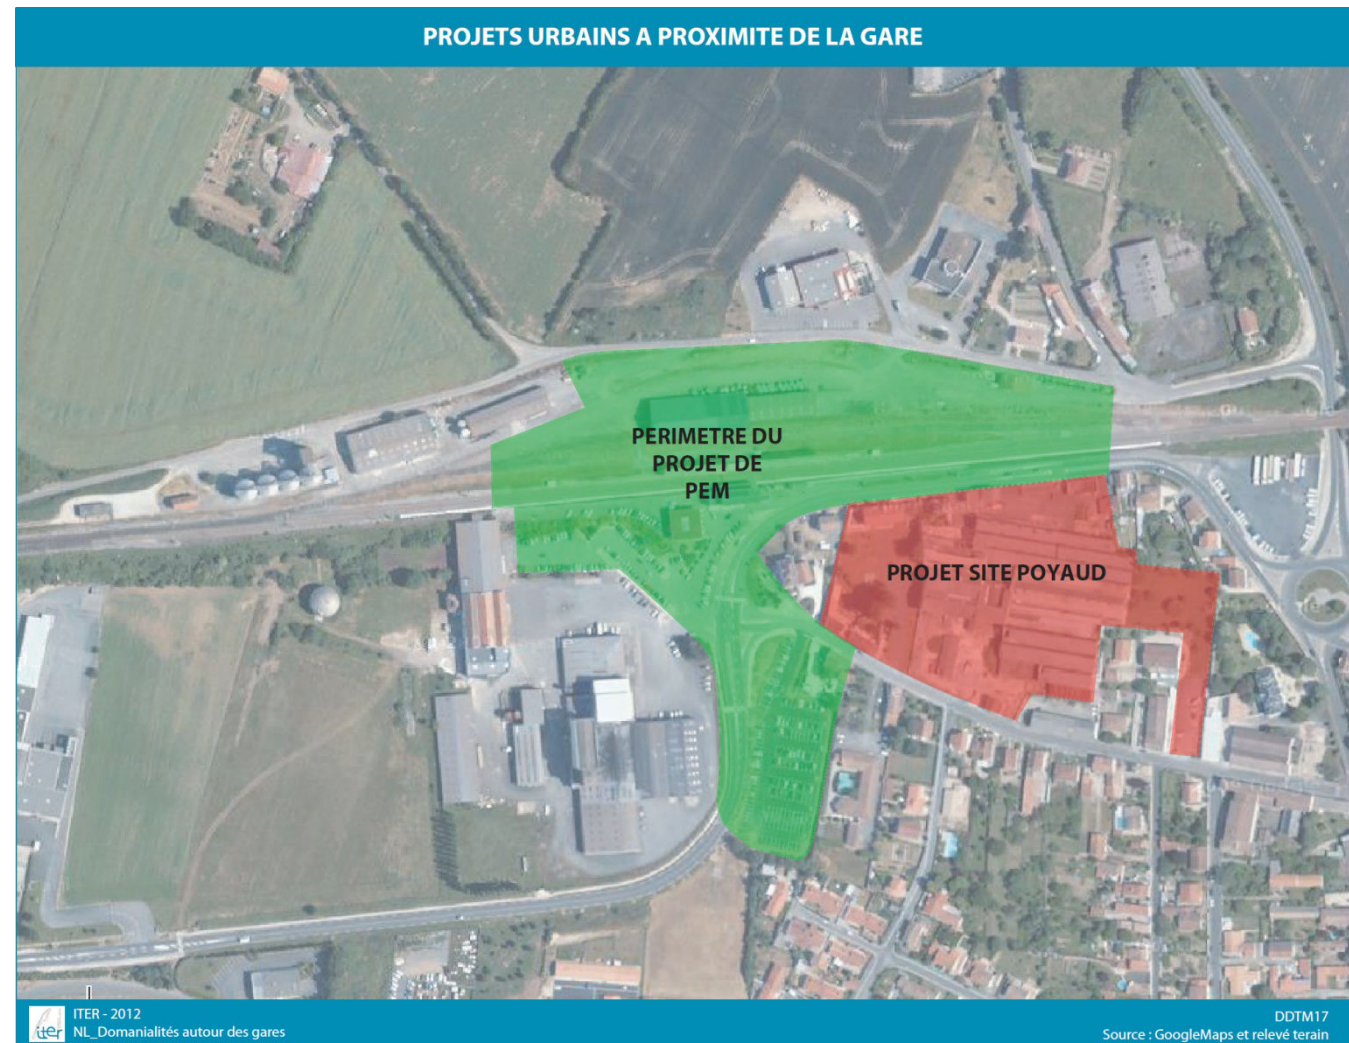 PROJETS URBAINS A PROXIMITE DE LA GARE
PERIMETRE DU
PROJET DE
PEM
PROJET SITE POYAUD
iter
ITER - 2012
NL_Domanialités autour des gares
DDTM17
Source : GoogleMaps et relevé terain